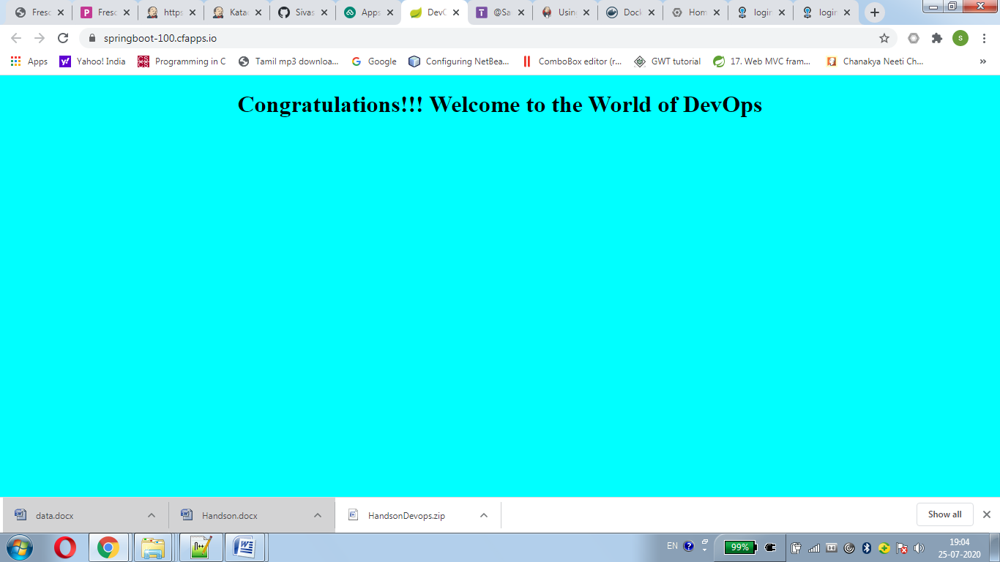 Fresc
Fresc
https
Katac
Sivas
Apps
DevO
@Sa
Using
Dock
Hom
login
login
springboot-100.cfapps.io
s
Apps
Yahoo! India
Programming in C
Tamil mp3 downloa...
Google
Configuring NetBea...
ComboBox editor (r...
GWT tutorial
17. Web MVC fram...
Chanakya Neeti Ch...
»
Congratulations!!! Welcome to the World of DevOps
data.docx
Handson.docx
HandsonDevops.zip
Show all
EN
99%
19:04
25-07-2020